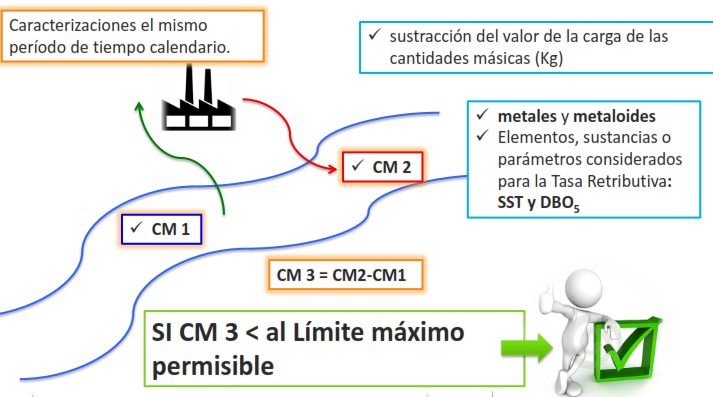 Caracterizaciones el mismo
período de tiempo calendario.
✓ sustracción del valor de la carga de las
cantidades másicas (Kg)
✓ metales y metaloides
✓ Elementos, sustancias o
parámetros considerados
para la Tasa Retributiva:
SST y DBO₅
✓ CM 2
✓ CM 1
CM 3 = CM2-CM1
SI CM 3 < al Límite máximo
permisible